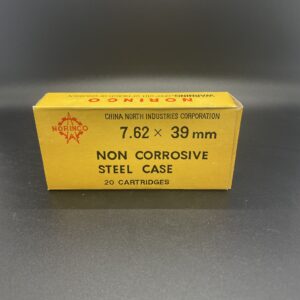 WARNING
NORINCO
CHINA NORTH INDUSTRIES CORPORATION
NORINCO
7.62 × 39 mm
NON CORROSIVE
STEEL CASE
20 CARTRIDGES